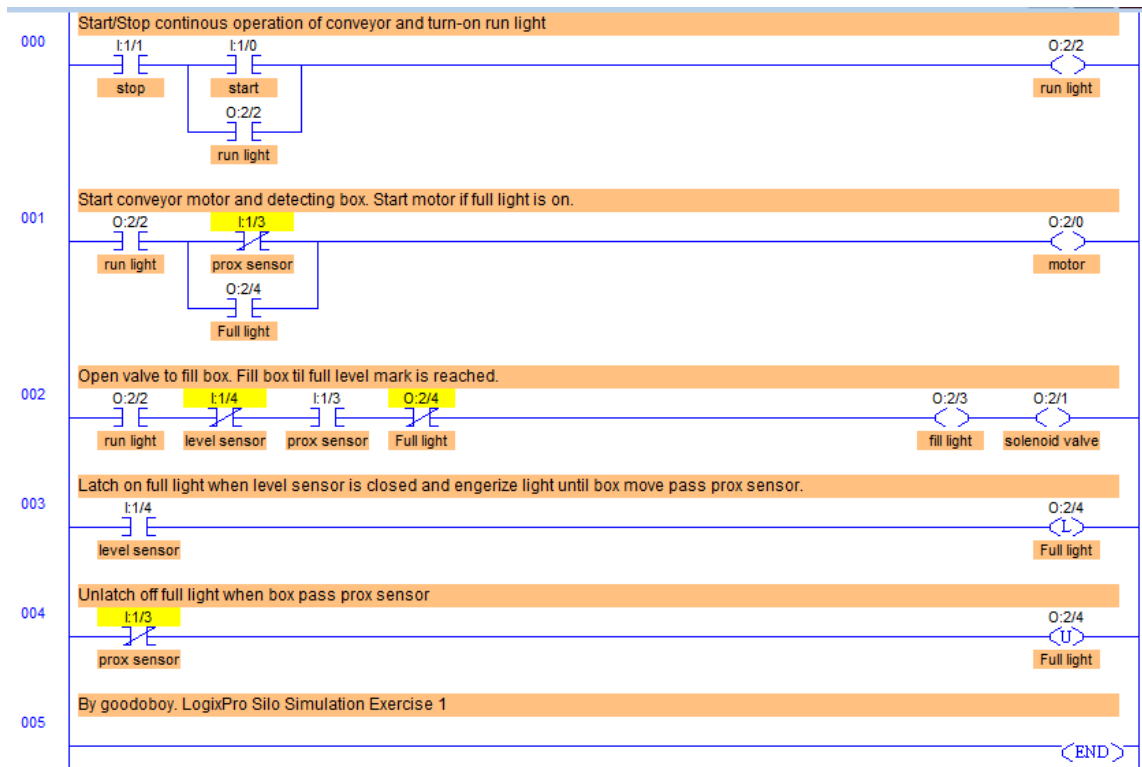 Start/Stop continous operation of conveyor and turn-on run light
000
I:1/1 I:1/0 O:2/2
stop start run light
O:2/2
run light
Start conveyor motor and detecting box. Start motor if full light is on.
001
O:2/2 I:1/3 O:2/0
run light prox sensor motor
O:2/4
Full light
Open valve to fill box. Fill box til full level mark is reached.
002
O:2/2 I:1/4 I:1/3 O:2/4 O:2/3 O:2/1
run light level sensor prox sensor Full light fill light solenoid valve
Latch on full light when level sensor is closed and engerize light until box move pass prox sensor.
003
I:1/4 O:2/4
L
level sensor Full light
Unlatch off full light when box pass prox sensor
004
I:1/3 O:2/4
U
prox sensor Full light
By goodoboy. LogixPro Silo Simulation Exercise 1
005
END